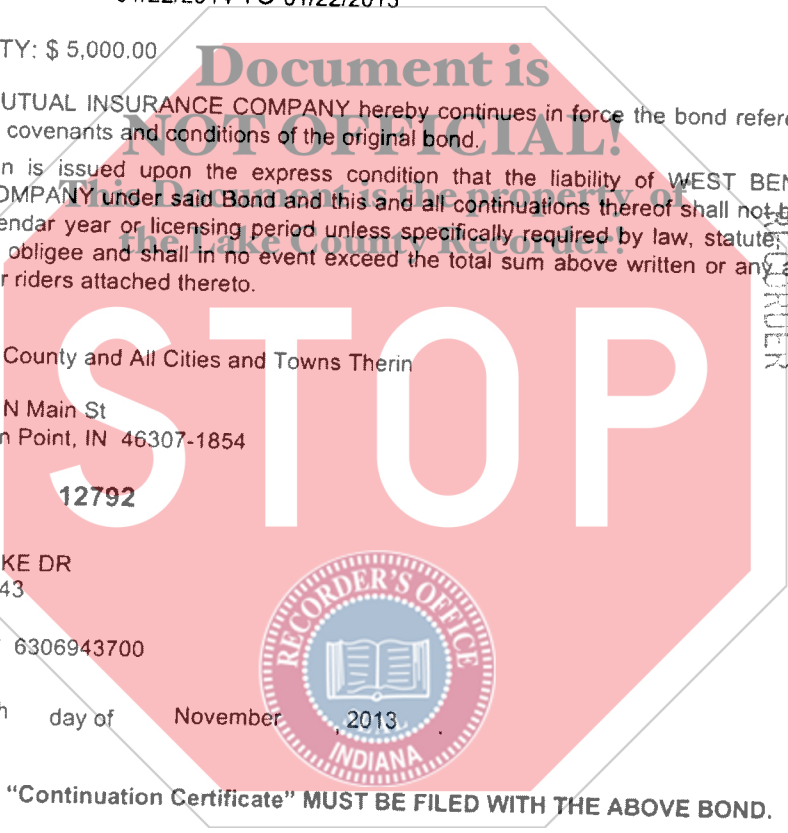 TY: $ 5,000.00
Document is
UTUAL INSURANCE COMPANY hereby continues in force the bond refere
covenants and conditions of the original bond.
NOT OFFICIAL!
n is issued upon the express condition that the liability of WEST BEN
This Document is the property of
OMPANY under said Bond and this and all continuations thereof shall not b
endar year or licensing period unless specifically required by law, statute,
the Lake County Recorder!
obligee and shall in no event exceed the total sum above written or any a
r riders attached thereto.
RECORDER
STOP
County and All Cities and Towns Therin
N Main St
n Point, IN 46307-1854
12792
KE DR
43
RECORDER'S OFFICE
6306943700
h day of November , 2013 .
INDIANA
"Continuation Certificate" MUST BE FILED WITH THE ABOVE BOND.